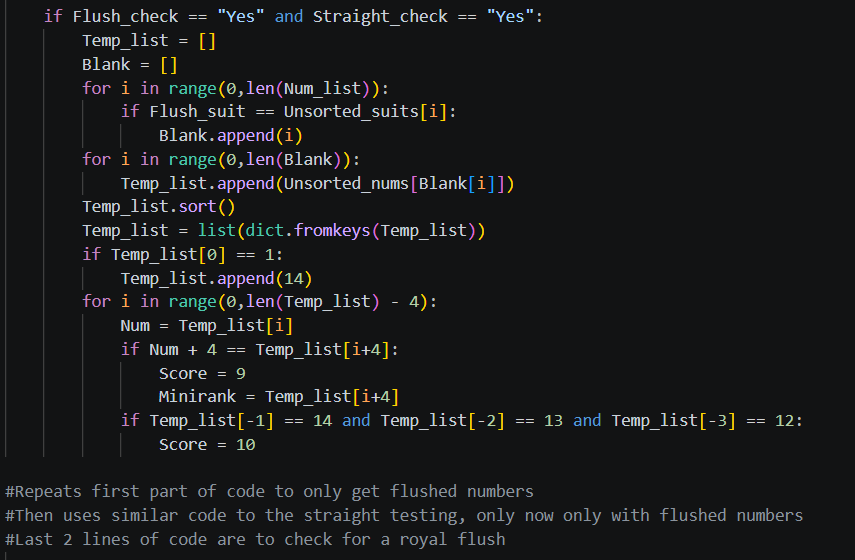 if Flush_check == "Yes" and Straight_check == "Yes":
Temp_list = []
Blank = []
for i in range(0,len(Num_list)):
if Flush_suit == Unsorted_suits[i]:
Blank.append(i)
for i in range(0,len(Blank)):
Temp_list.append(Unsorted_nums[Blank[i]])
Temp_list.sort()
Temp_list = list(dict.fromkeys(Temp_list))
if Temp_list[0] == 1:
Temp_list.append(14)
for i in range(0,len(Temp_list) - 4):
Num = Temp_list[i]
if Num + 4 == Temp_list[i+4]:
Score = 9
Minirank = Temp_list[i+4]
if Temp_list[-1] == 14 and Temp_list[-2] == 13 and Temp_list[-3] == 12:
Score = 10
#Repeats first part of code to only get flushed numbers
#Then uses similar code to the straight testing, only now only with flushed numbers
#Last 2 lines of code are to check for a royal flush